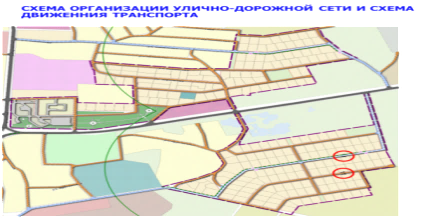 СХЕМА ОРГАНИЗАЦИИ УЛИЧНО-ДОРОЖНОЙ СЕТИ И СХЕМА
ДВИЖЕНИЯ ТРАНСПОРТА